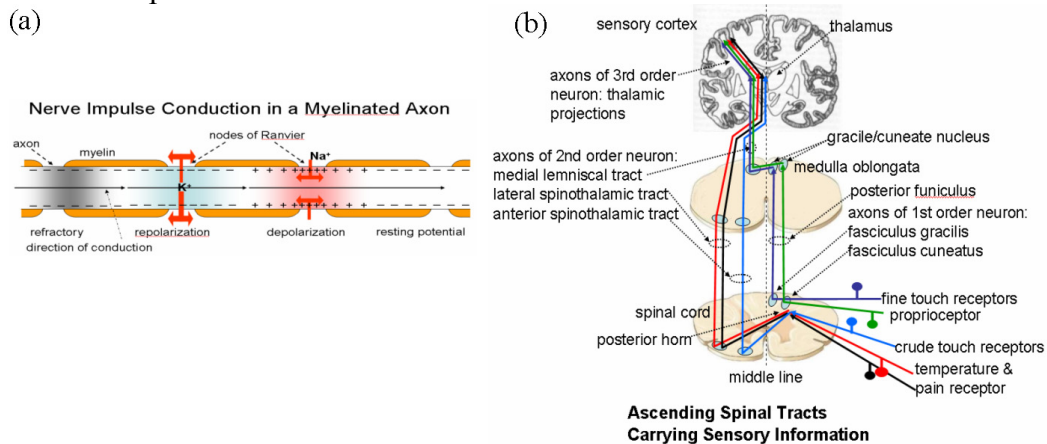 (a)
Nerve Impulse Conduction in a Myelinated Axon
axon
myelin
nodes of Ranvier
Na⁺
K⁺
refractory
repolarization
depolarization
resting potential
direction of conduction
(b)
sensory cortex
thalamus
axons of 3rd order
neuron: thalamic
projections
gracile/cuneate nucleus
axons of 2nd order neuron:
medial lemniscal tract
lateral spinothalamic tract
anterior spinothalamic tract
medulla oblongata
posterior funiculus
axons of 1st order neuron:
fasciculus gracilis
fasciculus cuneatus
spinal cord
posterior horn
fine touch receptors
proprioceptor
crude touch receptors
temperature &
pain receptor
middle line
Ascending Spinal Tracts
Carrying Sensory Information